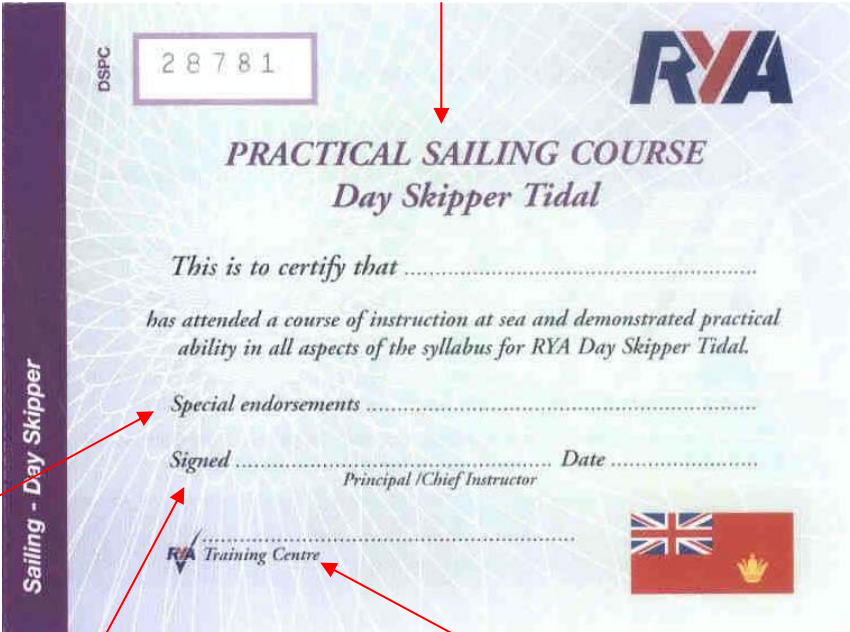 DSPC
28781
RYA
PRACTICAL SAILING COURSE
Day Skipper Tidal
This is to certify that ..........................................................
has attended a course of instruction at sea and demonstrated practical
ability in all aspects of the syllabus for RYA Day Skipper Tidal.
Special endorsements ..................................................................
Signed ...................................................... Date .........................
Principal /Chief Instructor
RYA Training Centre
Sailing - Day Skipper